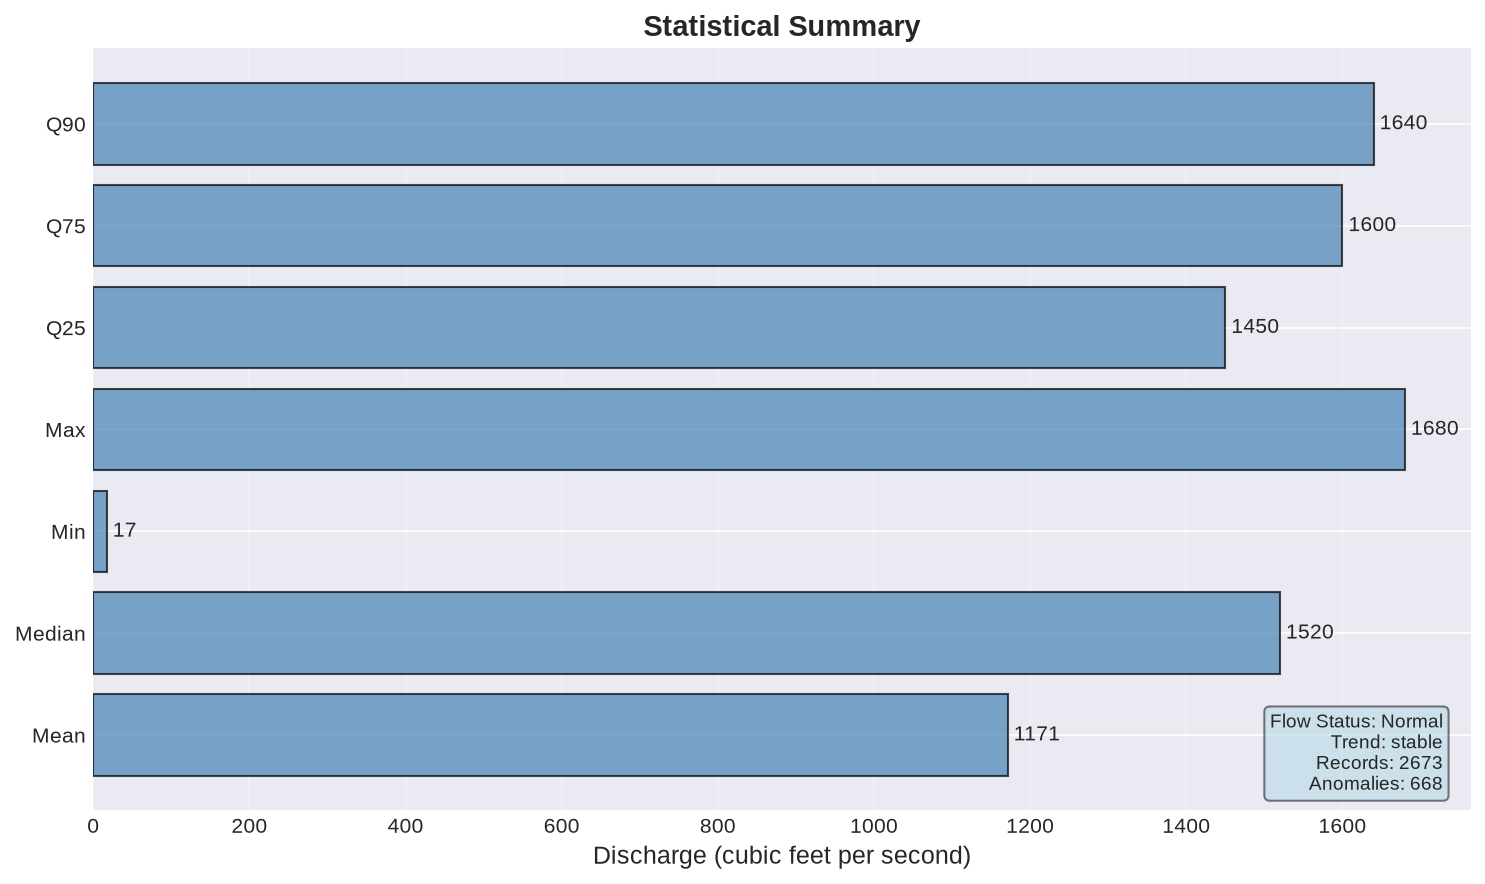 Statistical Summary
Q90
1640
Q75
1600
Q25
1450
Max
1680
Min
17
Median
1520
Mean
1171
Flow Status: Normal
Trend: stable
Records: 2673
Anomalies: 668
0 200 400 600 800 1000 1200 1400 1600
Discharge (cubic feet per second)